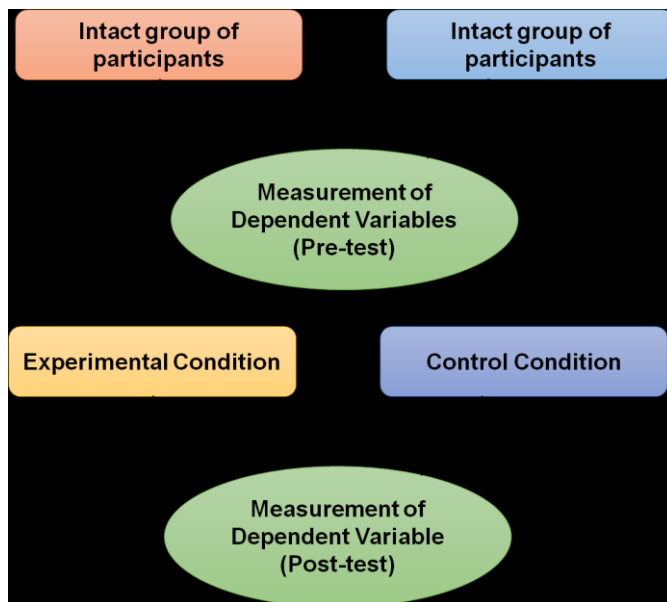 Intact group of
participants
Intact group of
participants
Measurement of
Dependent Variables
(Pre-test)
Experimental Condition
Control Condition
Measurement of
Dependent Variable
(Post-test)